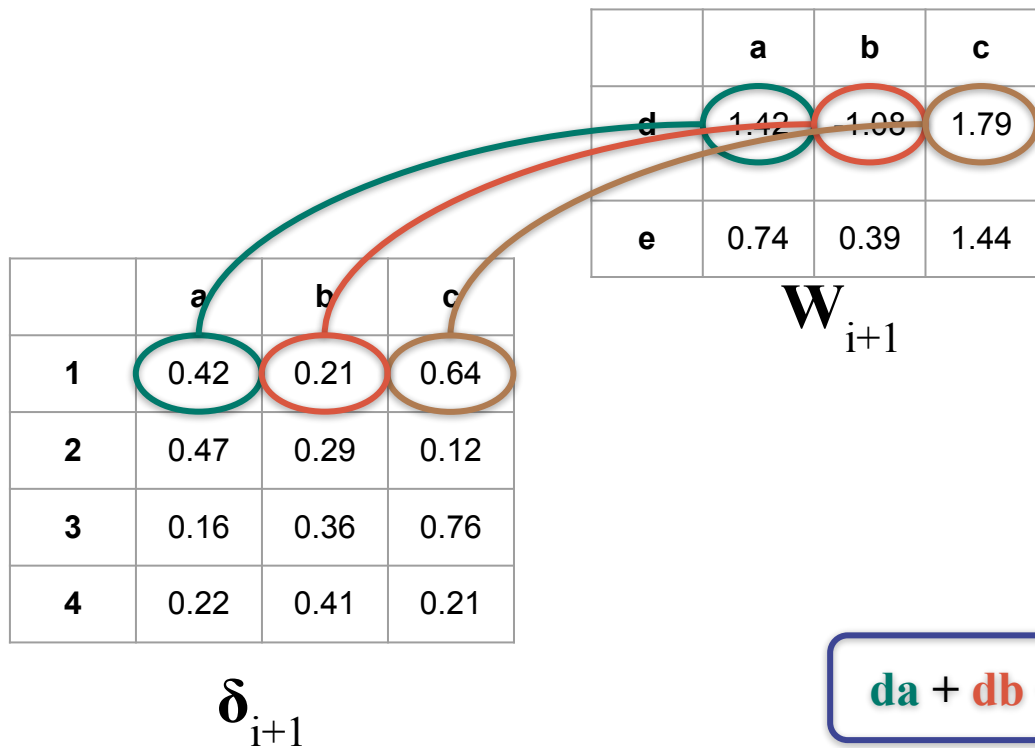 a b c
d 1.42 -1.08 1.79
e 0.74 0.39 1.44
W i+1
a b c
1 0.42 0.21 0.64
2 0.47 0.29 0.12
3 0.16 0.36 0.76
4 0.22 0.41 0.21
δ i+1
da + db